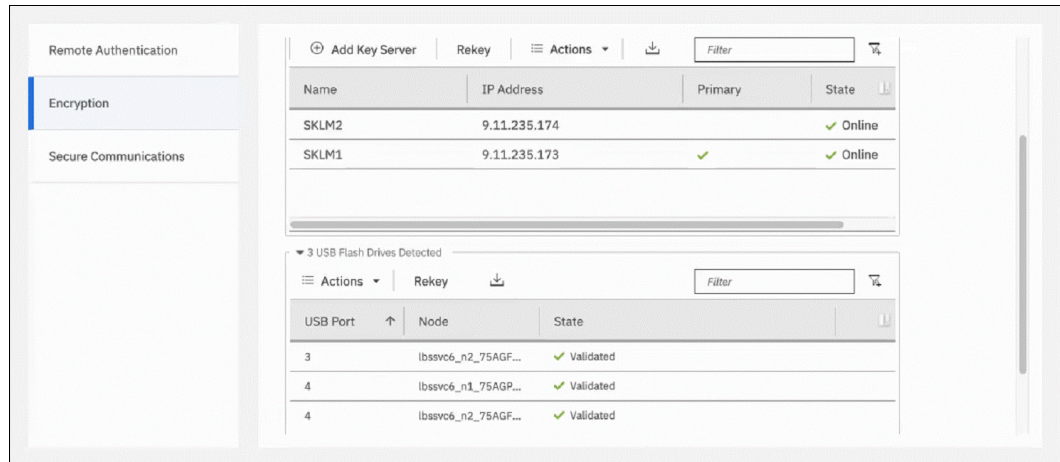 Remote Authentication
Encryption
Secure Communications
Add Key Server Rekey Actions Filter
Name IP Address Primary State
SKLM2 9.11.235.174 Online
SKLM1 9.11.235.173 Online
3 USB Flash Drives Detected
Actions Rekey Filter
USB Port Node State
3 lbssvc6_n2_75AGF... Validated
4 lbssvc6_n1_75AGP... Validated
4 lbssvc6_n2_75AGF... Validated